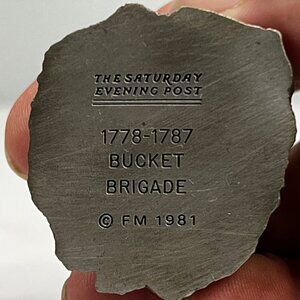 THE SATURDAY
EVENING POST
1778-1787
BUCKET
BRIGADE
© FM 1981